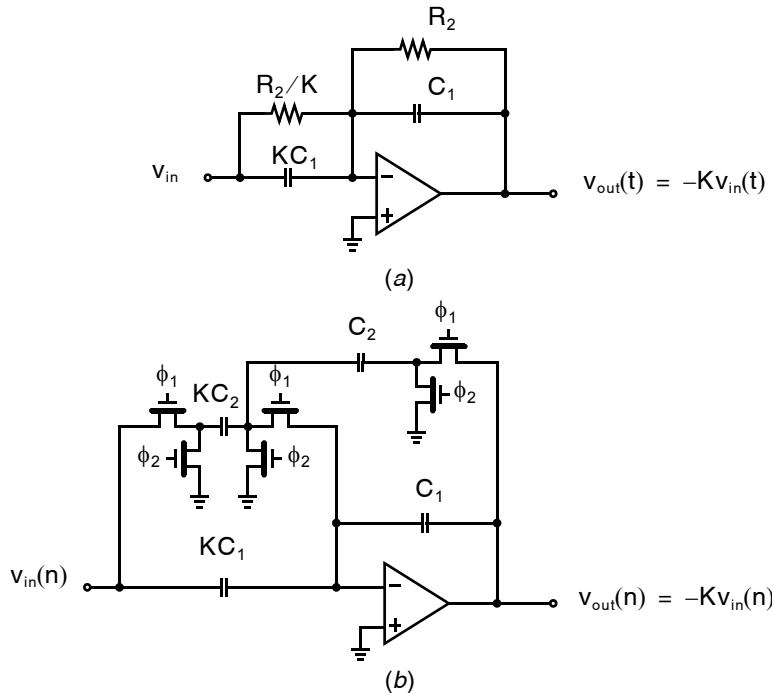 R₂
R₂/K
C₁
KC₁
v_in
v_out(t) = −Kv_in(t)
−
+
(a)
ϕ₁
C₂
ϕ₁
KC₂
ϕ₁
ϕ₂
ϕ₂
ϕ₂
C₁
KC₁
v_in(n)
v_out(n) = −Kv_in(n)
−
+
(b)